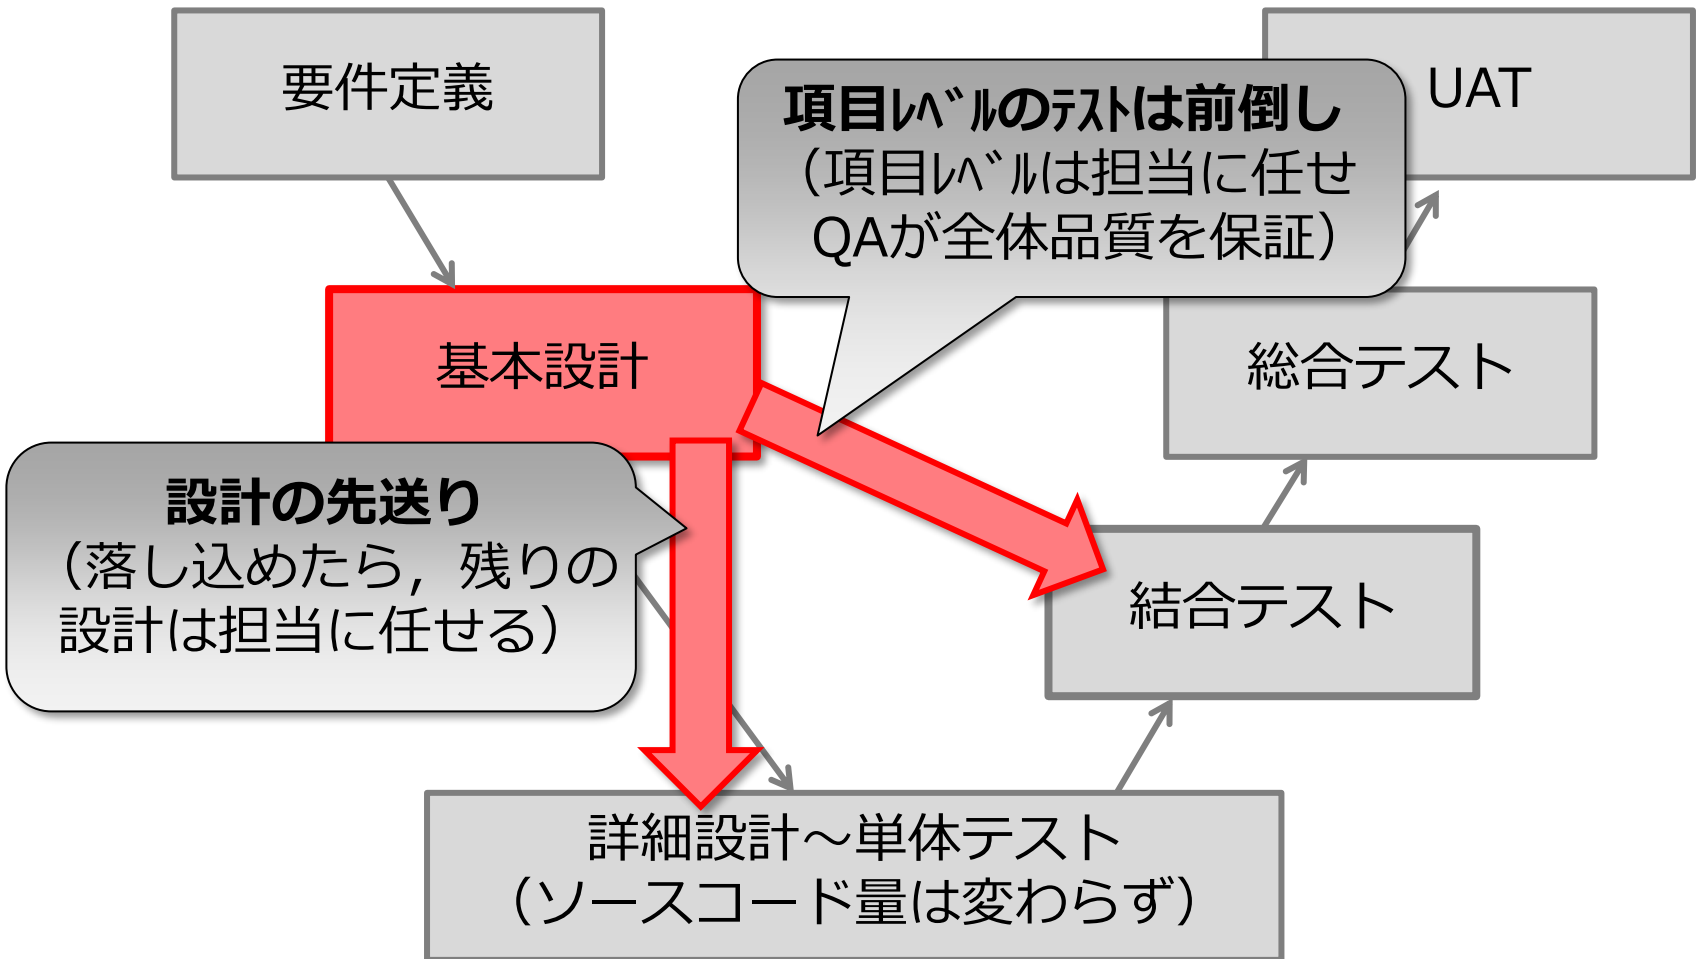 要件定義
UAT
項目ﾚﾍﾞﾙのﾃｽﾄは前倒し
（項目ﾚﾍﾞﾙは担当に任せ
QAが全体品質を保証）
基本設計
総合テスト
設計の先送り
（落し込めたら，残りの
設計は担当に任せる）
結合テスト
詳細設計～単体テスト
（ソースコード量は変わらず）